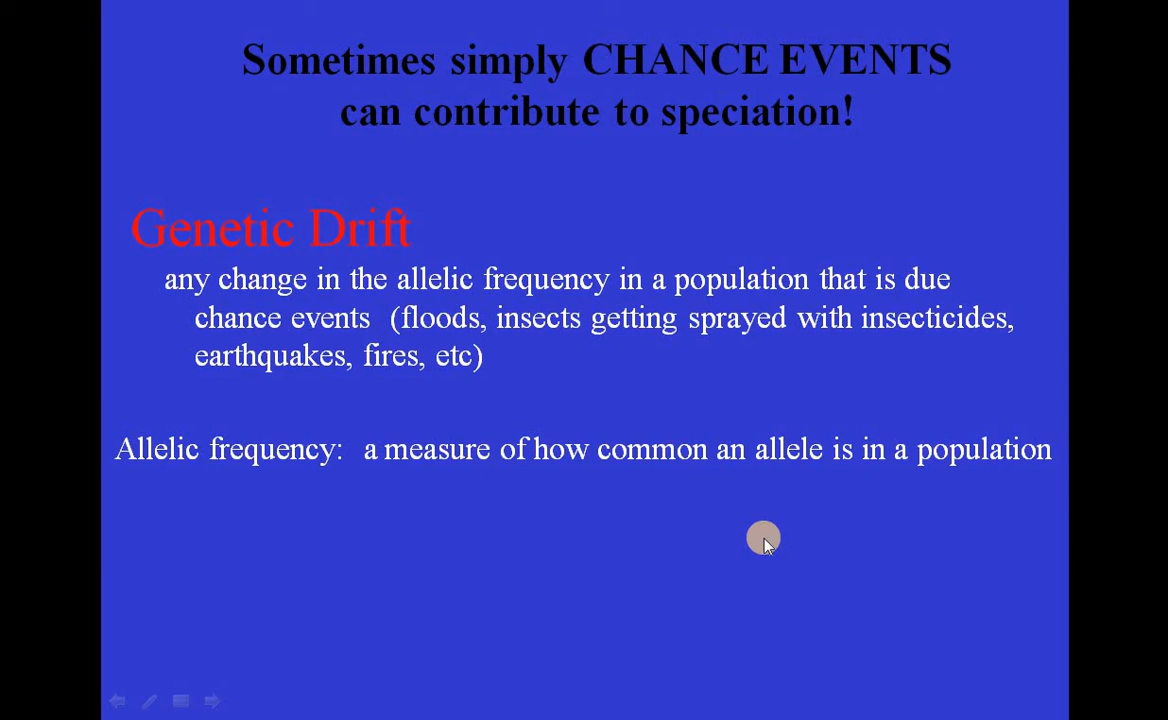 Sometimes simply CHANCE EVENTS
can contribute to speciation!
Genetic Drift
any change in the allelic frequency in a population that is due
chance events (floods, insects getting sprayed with insecticides,
earthquakes, fires, etc)
Allelic frequency: a measure of how common an allele is in a population